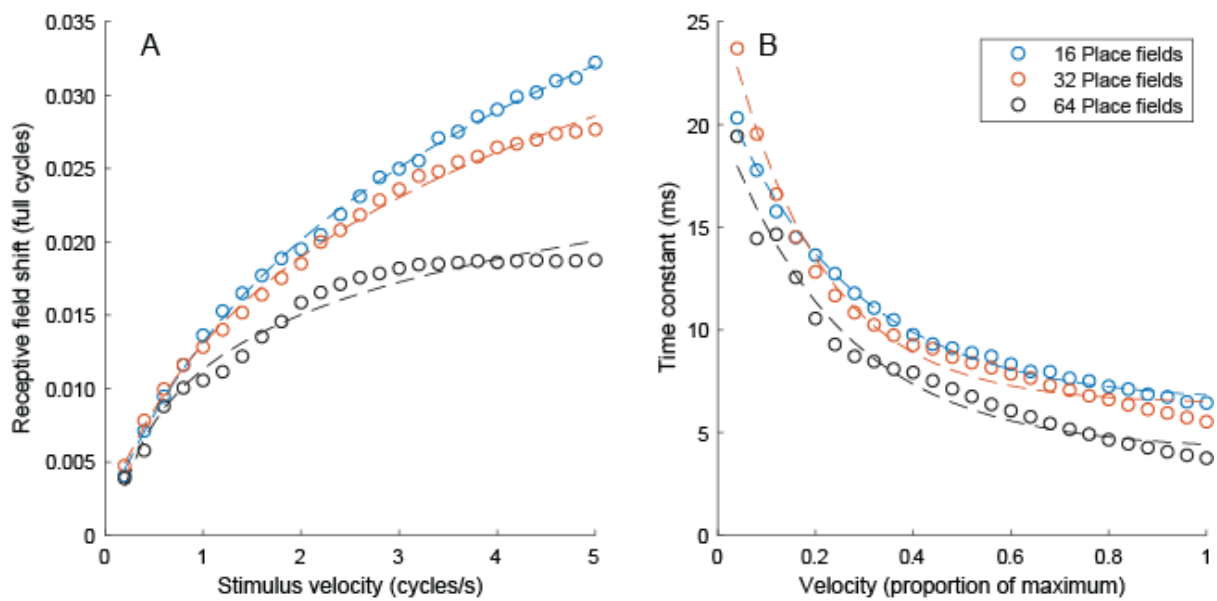 A
0.035
0.030
0.025
0.020
0.015
0.010
0.005
0
Receptive field shift (full cycles)
0 1 2 3 4 5
Stimulus velocity (cycles/s)
B
25
20
15
10
5
0
Time constant (ms)
16 Place fields
32 Place fields
64 Place fields
0 0.2 0.4 0.6 0.8 1
Velocity (proportion of maximum)